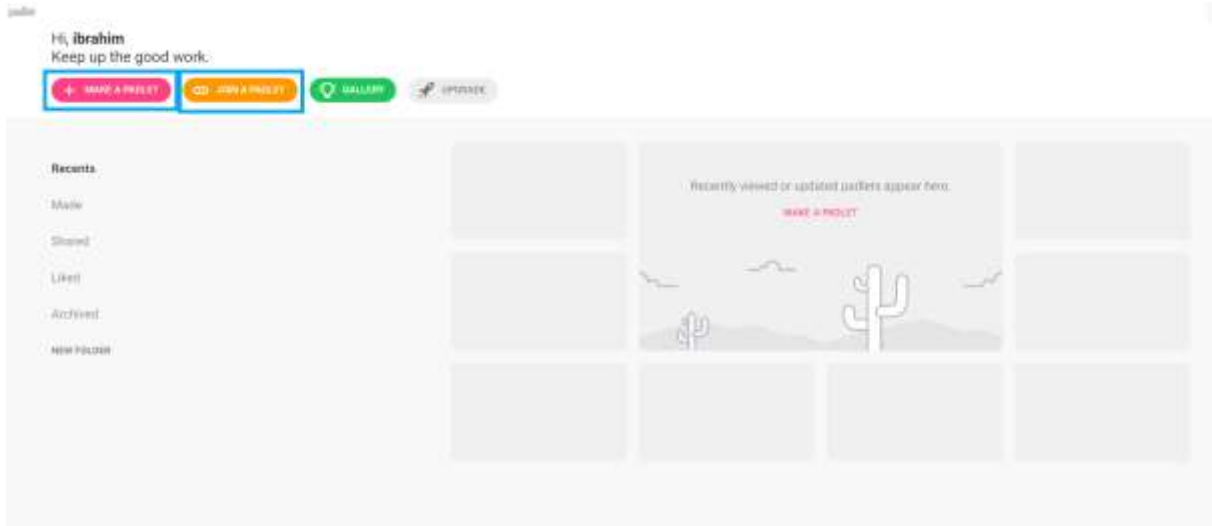 padlet
Hi, ibrahim
Keep up the good work.
+ MAKE A PADLET
JOIN A PADLET
GALLERY
UPGRADE
Recents
Made
Shared
Liked
Archived
NEW FOLDER
Recently viewed or updated padlets appear here.
MAKE A PADLET